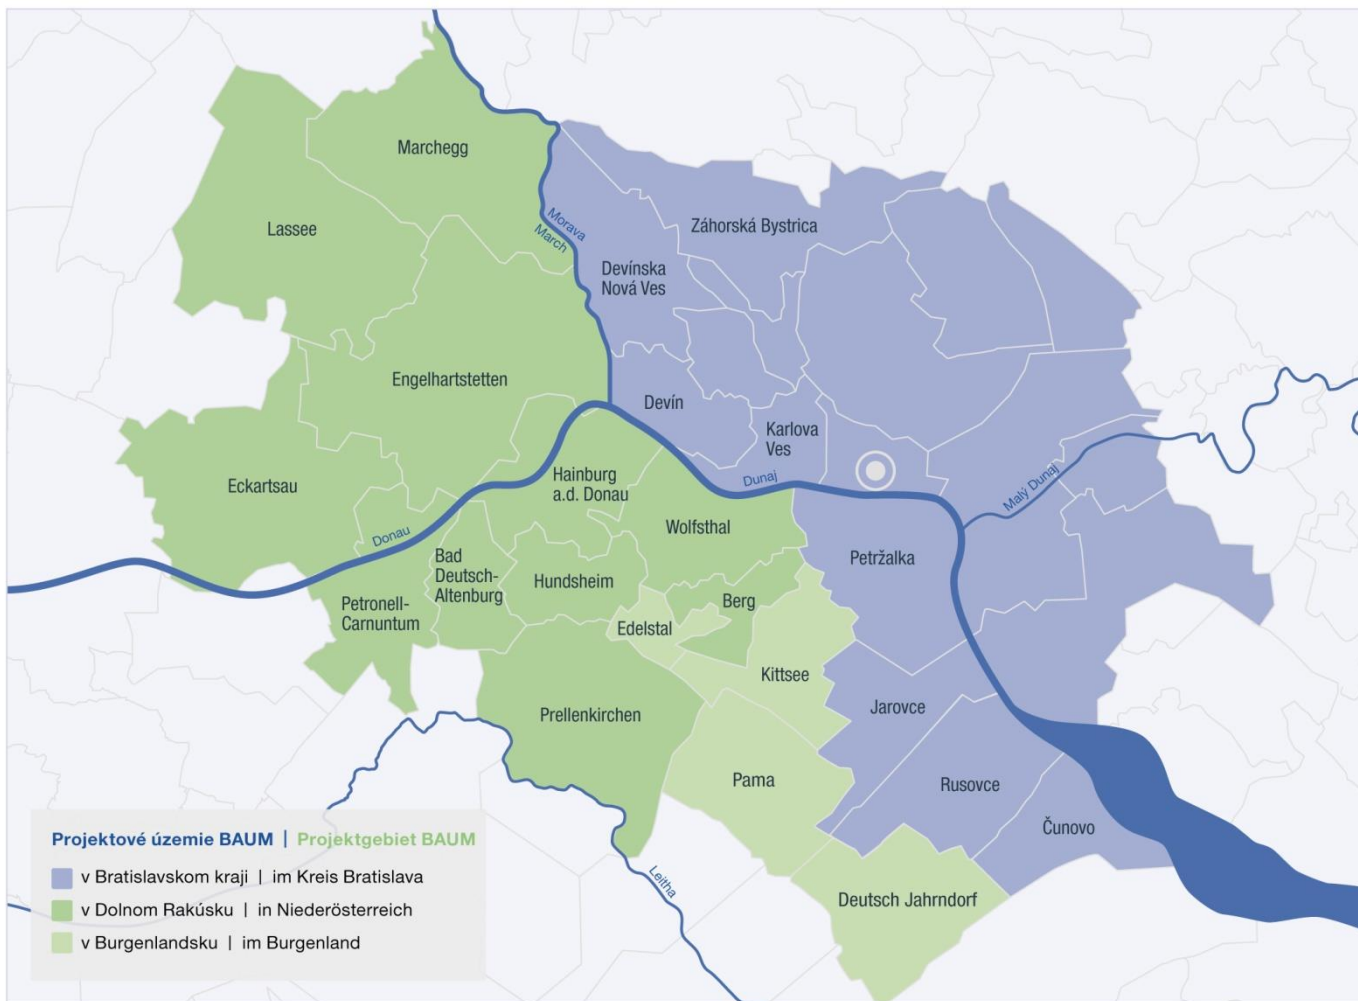 Marchegg
Lassee
Morava
March
Záhorská Bystrica
Devínska
Nová Ves
Engelhartstetten
Devín
Karlova
Ves
Eckartsau
Hainburg
a.d. Donau
Dunaj
Malý Dunaj
Donau
Wolfsthal
Petržalka
Bad
Deutsch-
Altenburg
Hundsheim
Berg
Petronell-
Carnuntum
Edelstal
Kittsee
Prellenkirchen
Jarovce
Pama
Rusovce
Čunovo
Leitha
Deutsch Jahrndorf
Projektové územie BAUM | Projektgebiet BAUM
v Bratislavskom kraji | im Kreis Bratislava
v Dolnom Rakúsku | in Niederösterreich
v Burgenlandsku | im Burgenland